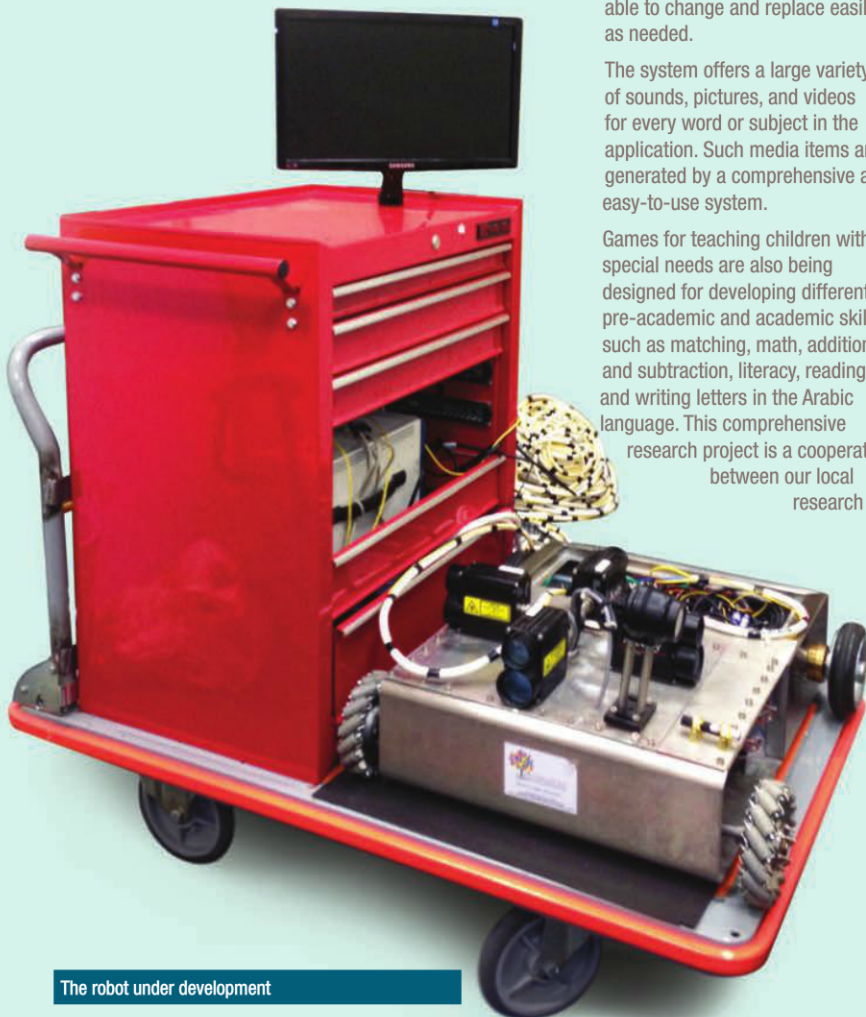 able to change and replace easil
as needed.
The system offers a large variety
of sounds, pictures, and videos
for every word or subject in the
application. Such media items a
generated by a comprehensive a
easy-to-use system.
Games for teaching children with
special needs are also being
designed for developing different
pre-academic and academic skil
such as matching, math, addition
and subtraction, literacy, reading
and writing letters in the Arabic
language. This comprehensive
research project is a cooperat
between our local
research
SAMSUNG
The robot under development